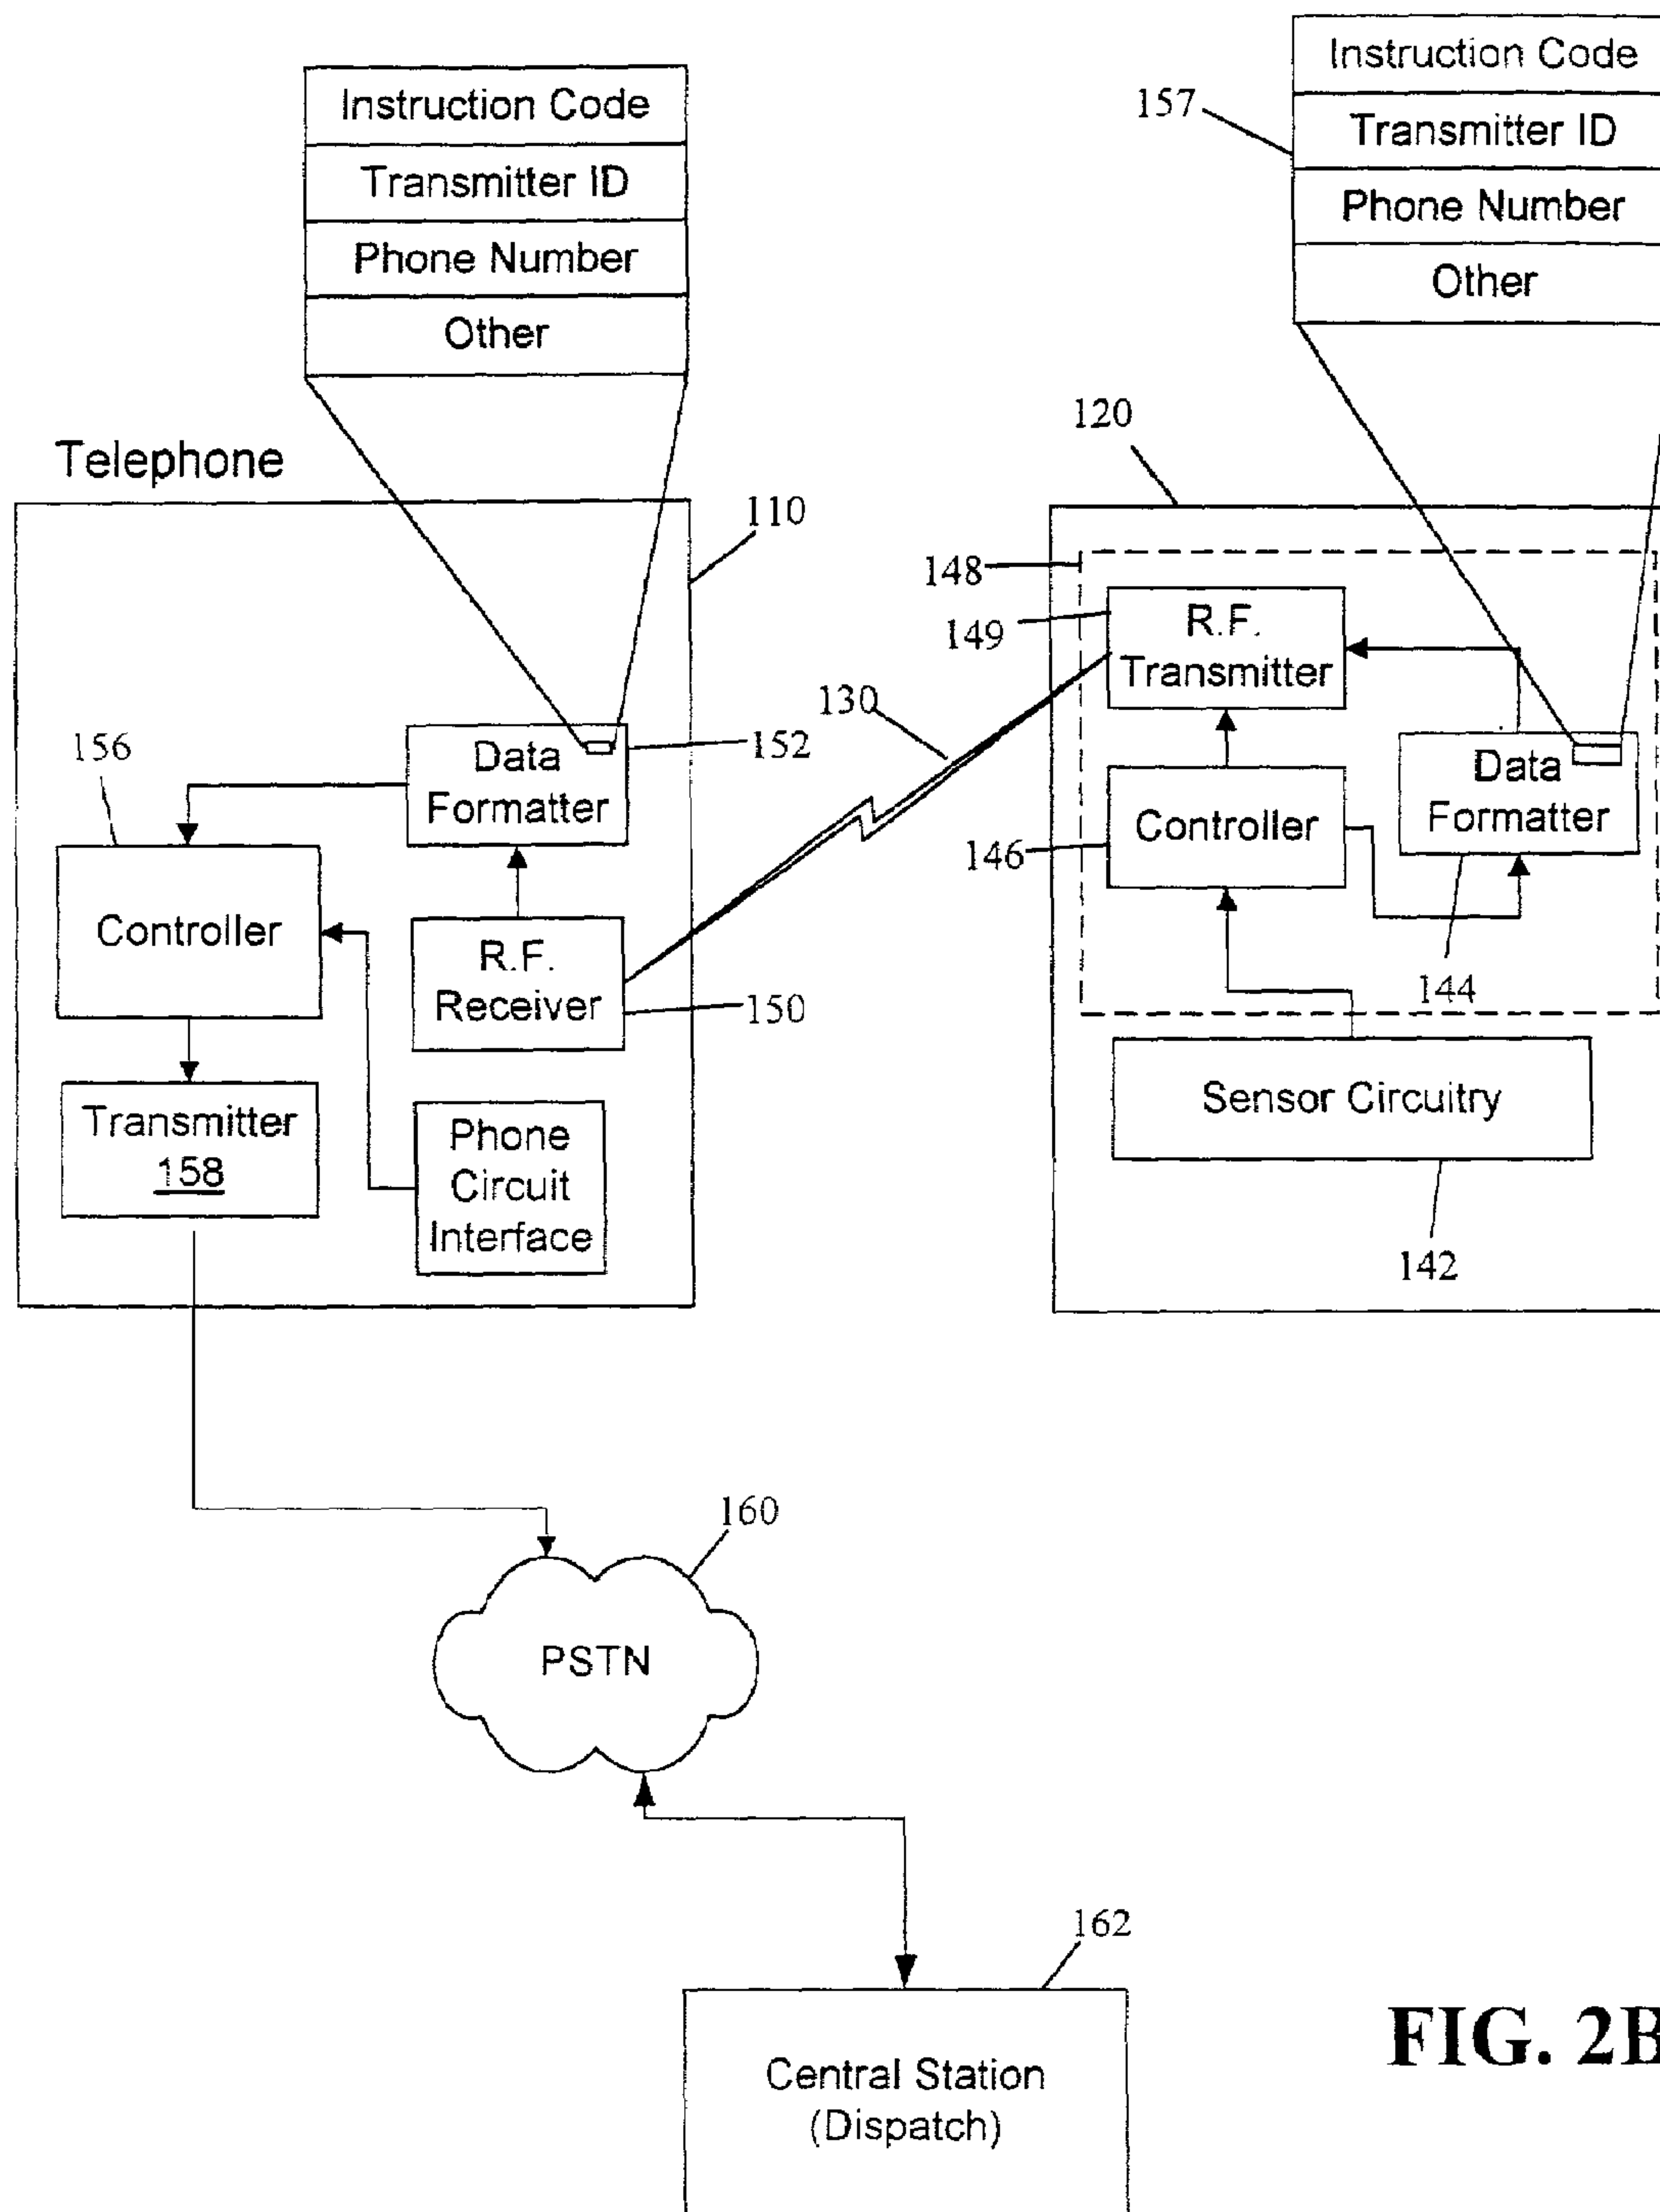 Instruction Code
Transmitter ID
Phone Number
Other
157
Instruction Code
Transmitter ID
Phone Number
Other
Telephone
110
120
148
149
R.F.
Transmitter
130
156
Data
Formatter
152
Controller
146
Data
Formatter
144
Controller
R.F.
Receiver
150
Sensor Circuitry
142
Transmitter
158
Phone
Circuit
Interface
160
PSTN
162
Central Station
(Dispatch)
FIG. 2B